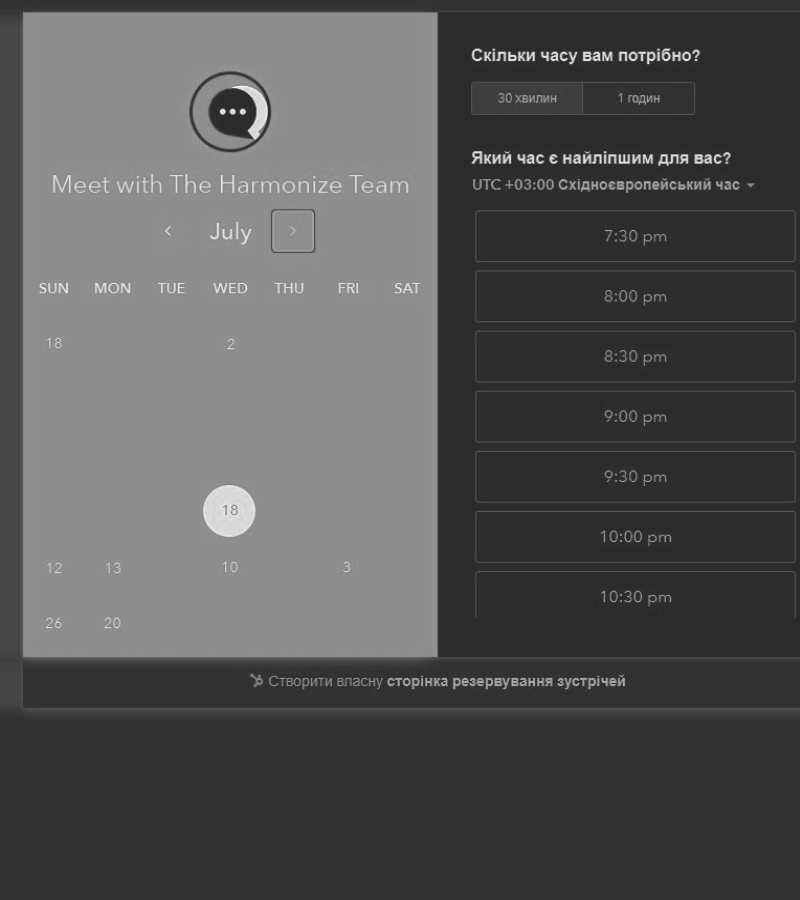 Meet with The Harmonize Team
July
SUN MON TUE WED THU FRI SAT
18 2
18
12 13 10 3
26 20
Скільки часу вам потрібно?
30 хвилин 1 годин
Який час є найліпшим для вас?
UTC +03:00 Східноєвропейський час
7:30 pm
8:00 pm
8:30 pm
9:00 pm
9:30 pm
10:00 pm
10:30 pm
Створити власну сторінка резервування зустрічей